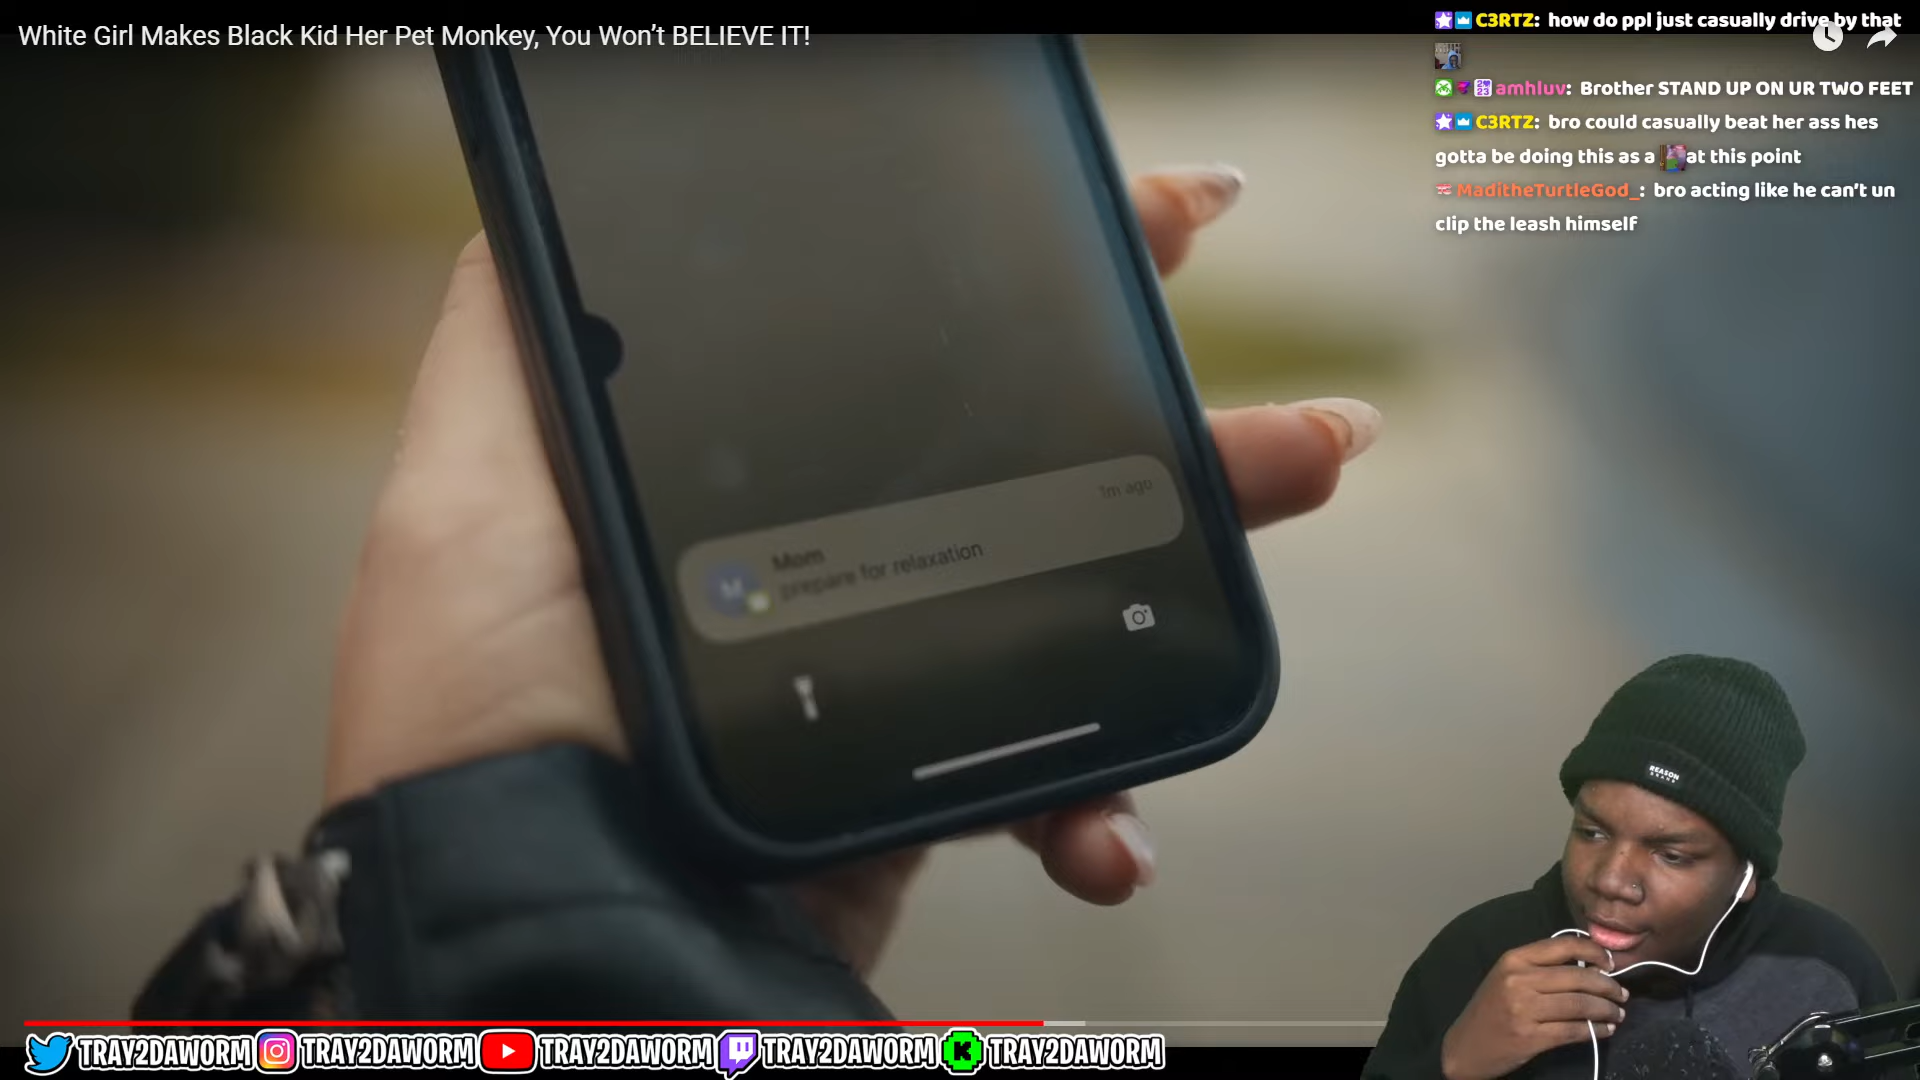 White Girl Makes Black Kid Her Pet Monkey, You Won't BELIEVE IT!
C3RTZ: how do ppl just casually drive by that
amhluv: Brother STAND UP ON UR TWO FEET
C3RTZ: bro could casually beat her ass hes
gotta be doing this as a at this point
MaditheTurtleGod_: bro acting like he can't un
clip the leash himself
1m ago
Mom
prepare for relaxation
M
REASON
TRAY2DAWORM TRAY2DAWORM TRAY2DAWORM TRAY2DAWORM K TRAY2DAWORM